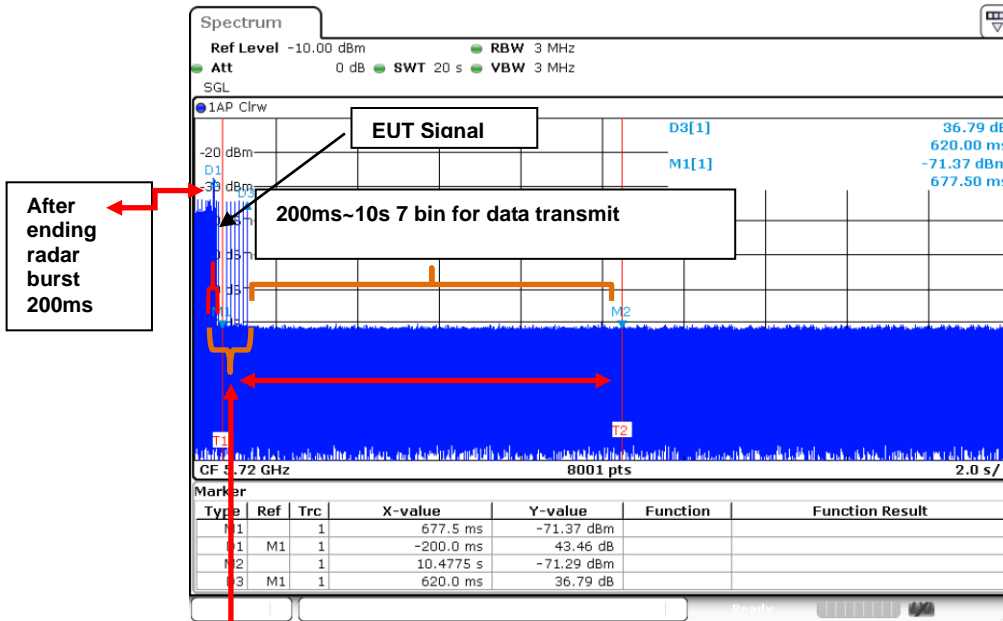 Spectrum
Ref Level -10.00 dBm RBW 3 MHz
Att 0 dB SWT 20 s VBW 3 MHz
SGL
1AP Clrw
EUT Signal
D3[1] 36.79 dB
620.00 ms
M1[1] -71.37 dBm
677.50 ms
-20 dBm
D1
-30 dBm
D3
After
ending
radar
burst
200ms
200ms~10s 7 bin for data transmit
M1
M2
T1
T2
CF 5.72 GHz 8001 pts 2.0 s/
Marker
Type Ref Trc X-value Y-value Function Function Result
M1 1 677.5 ms -71.37 dBm
D1 M1 1 -200.0 ms 43.46 dB
M2 1 10.4775 s -71.29 dBm
D3 M1 1 620.0 ms 36.79 dB
Ready